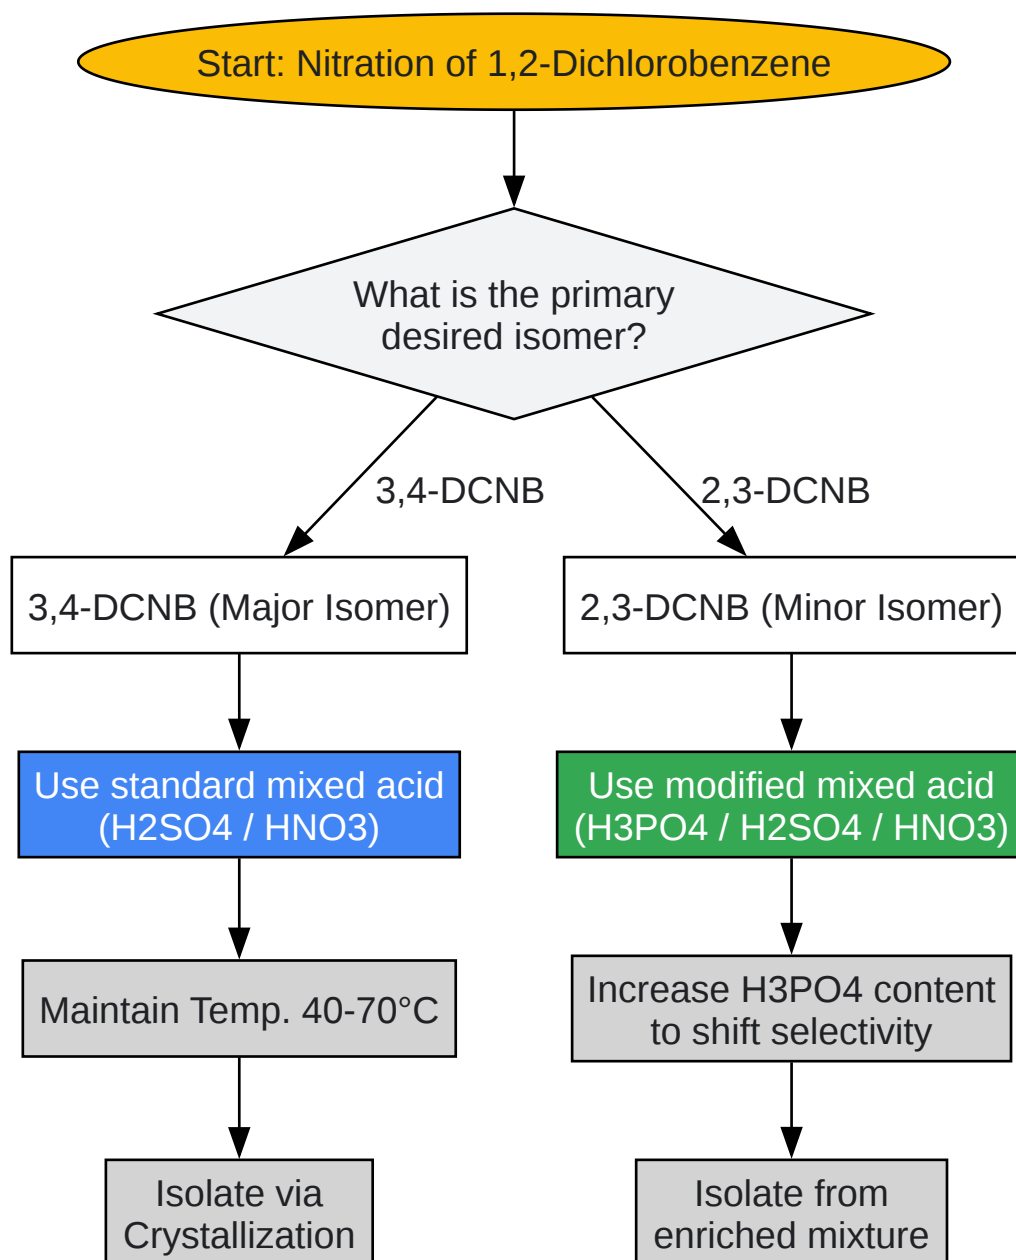 Start: Nitration of 1,2-Dichlorobenzene
What is the primary
desired isomer?
3,4-DCNB
2,3-DCNB
3,4-DCNB (Major Isomer)
2,3-DCNB (Minor Isomer)
Use standard mixed acid
(H2SO4 / HNO3)
Use modified mixed acid
(H3PO4 / H2SO4 / HNO3)
Maintain Temp. 40-70°C
Increase H3PO4 content
to shift selectivity
Isolate via
Crystallization
Isolate from
enriched mixture